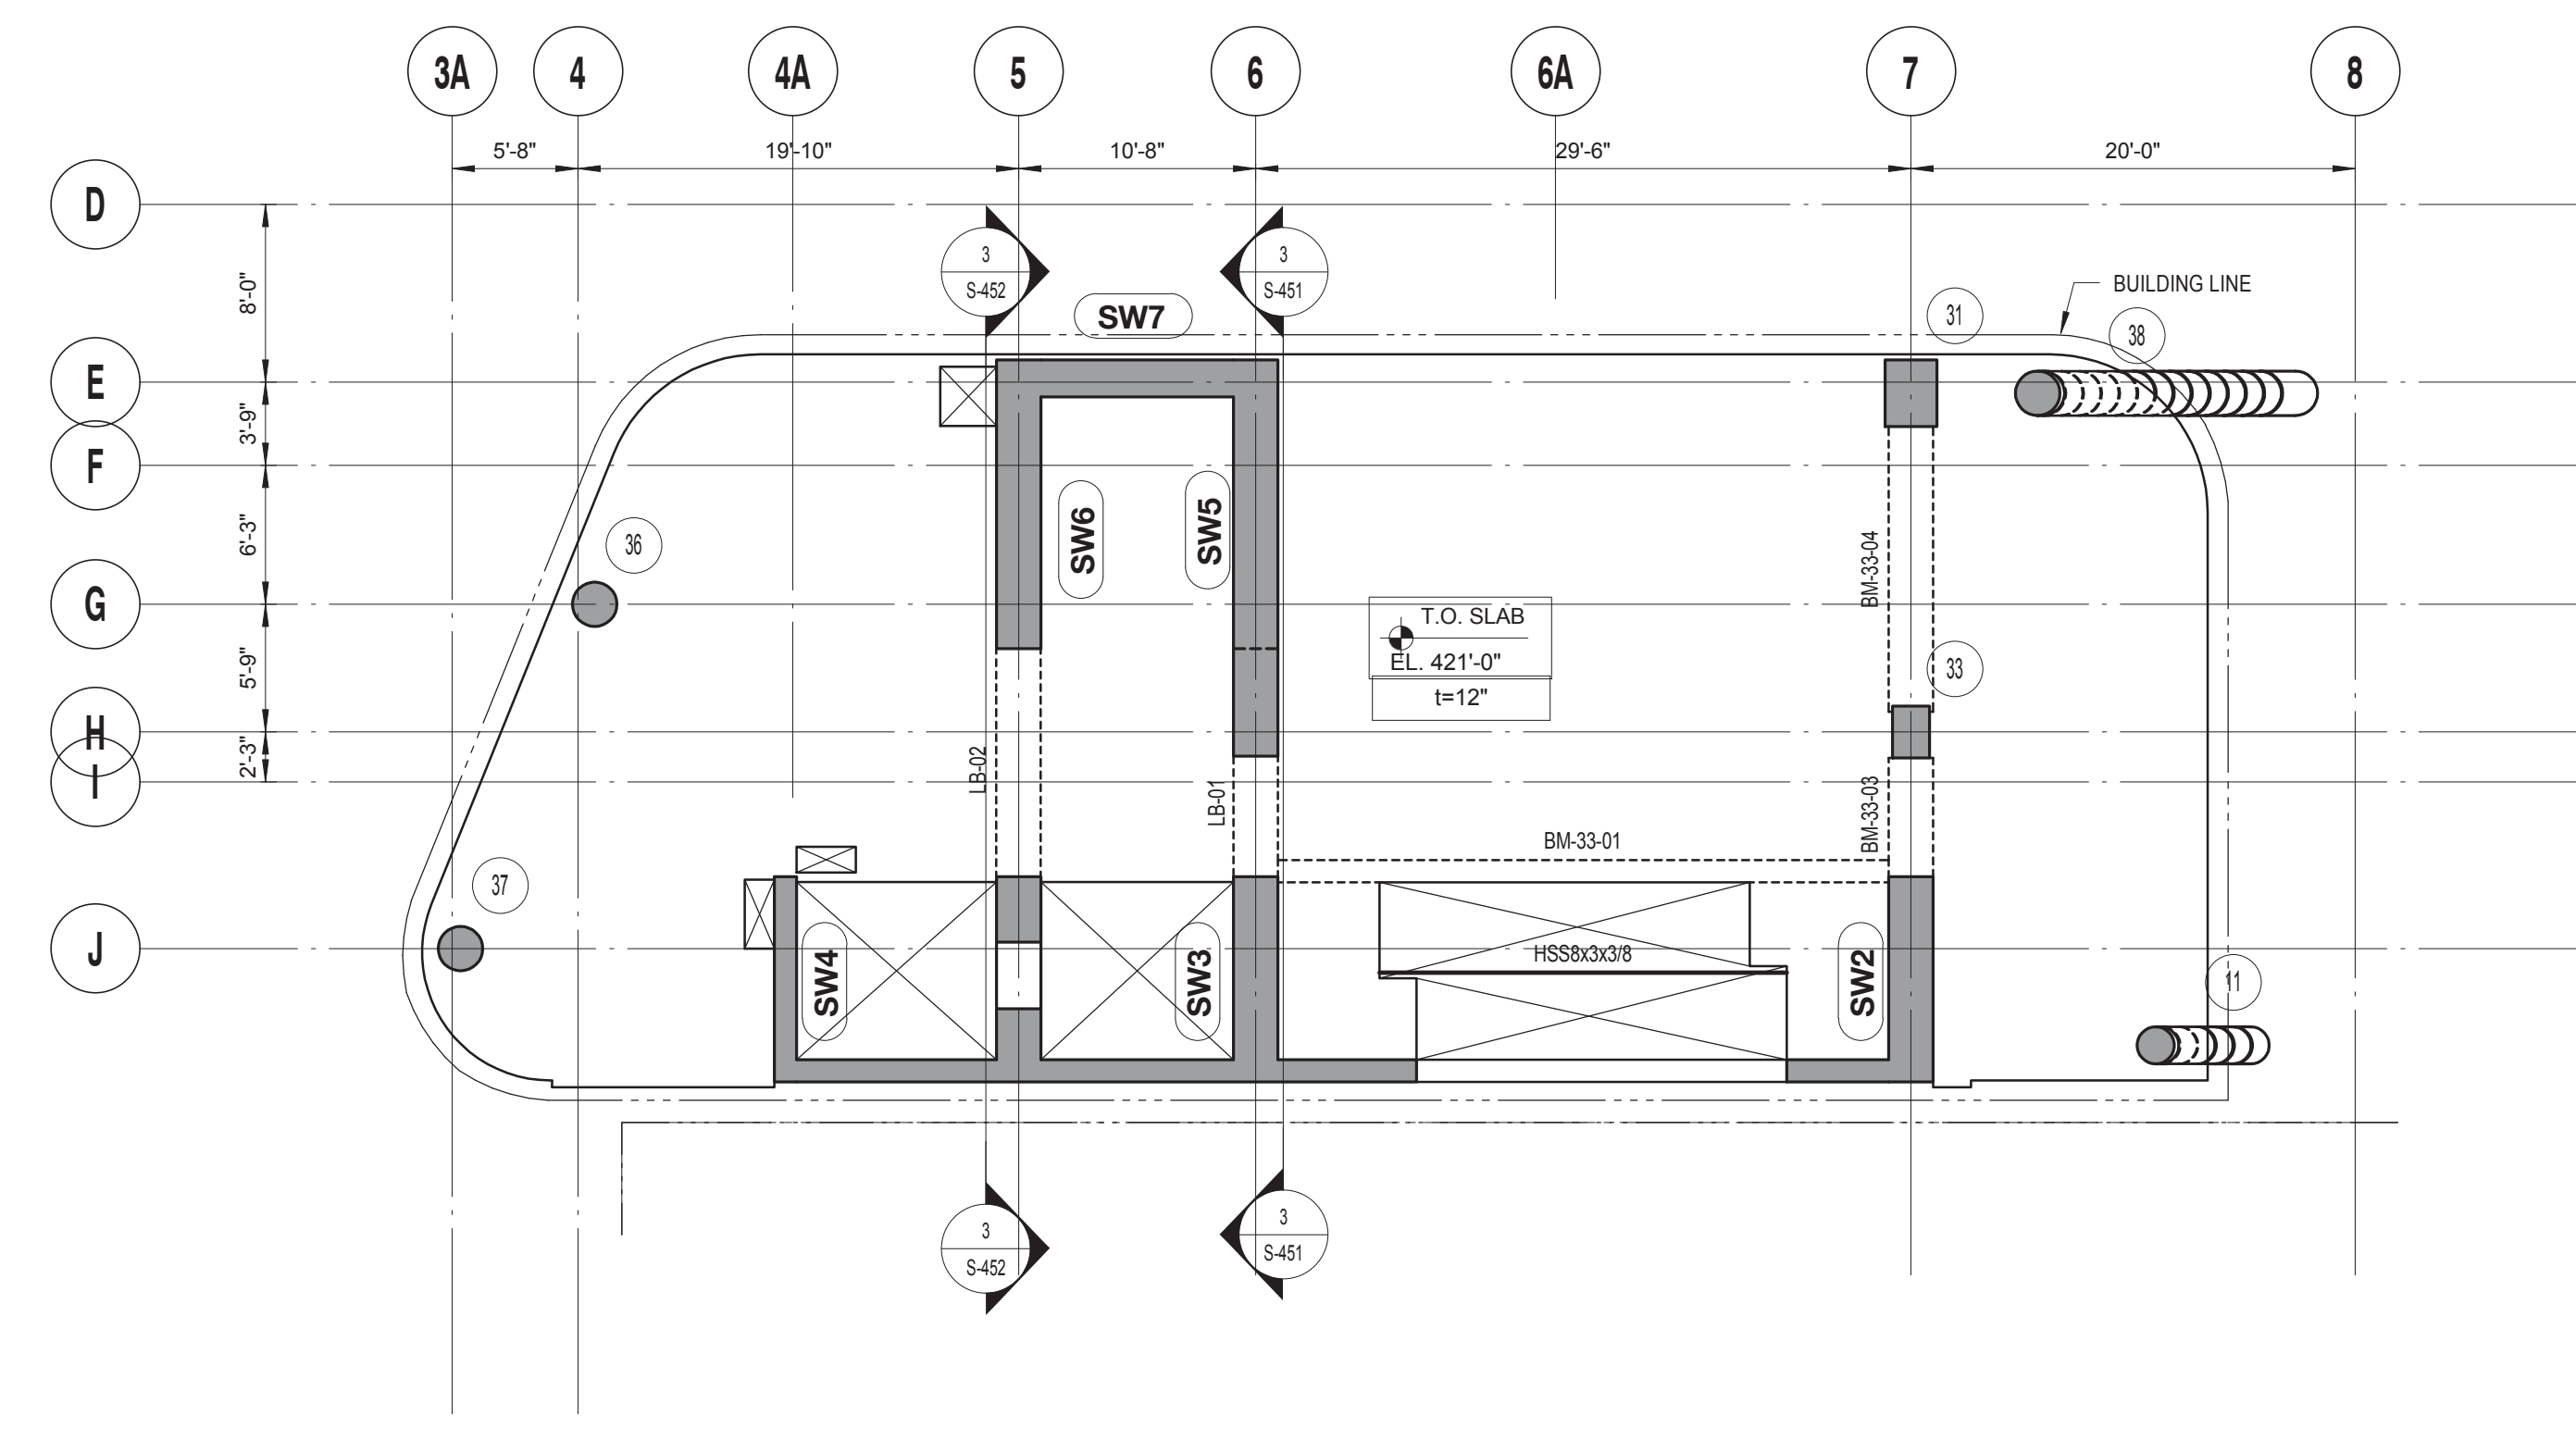 3A 4 4A 5 6 6A 7 8
5'-8" 19'-10" 10'-8" 29'-6" 20'-0"
D
3
S-452
3
S-451
8'-0"
BUILDING LINE
SW7
31
38
E
3'-9"
F
SW6
SW5
6'-3"
36
BM-33-04
G
T.O. SLAB
EL. 421'-0"
t=12"
5'-9"
33
H
2'-3"
I
LB-02
LB-01
BM-33-03
BM-33-01
37
J
SW4
SW3
HSS8x3x3/8
SW2
11
3
S-452
3
S-451